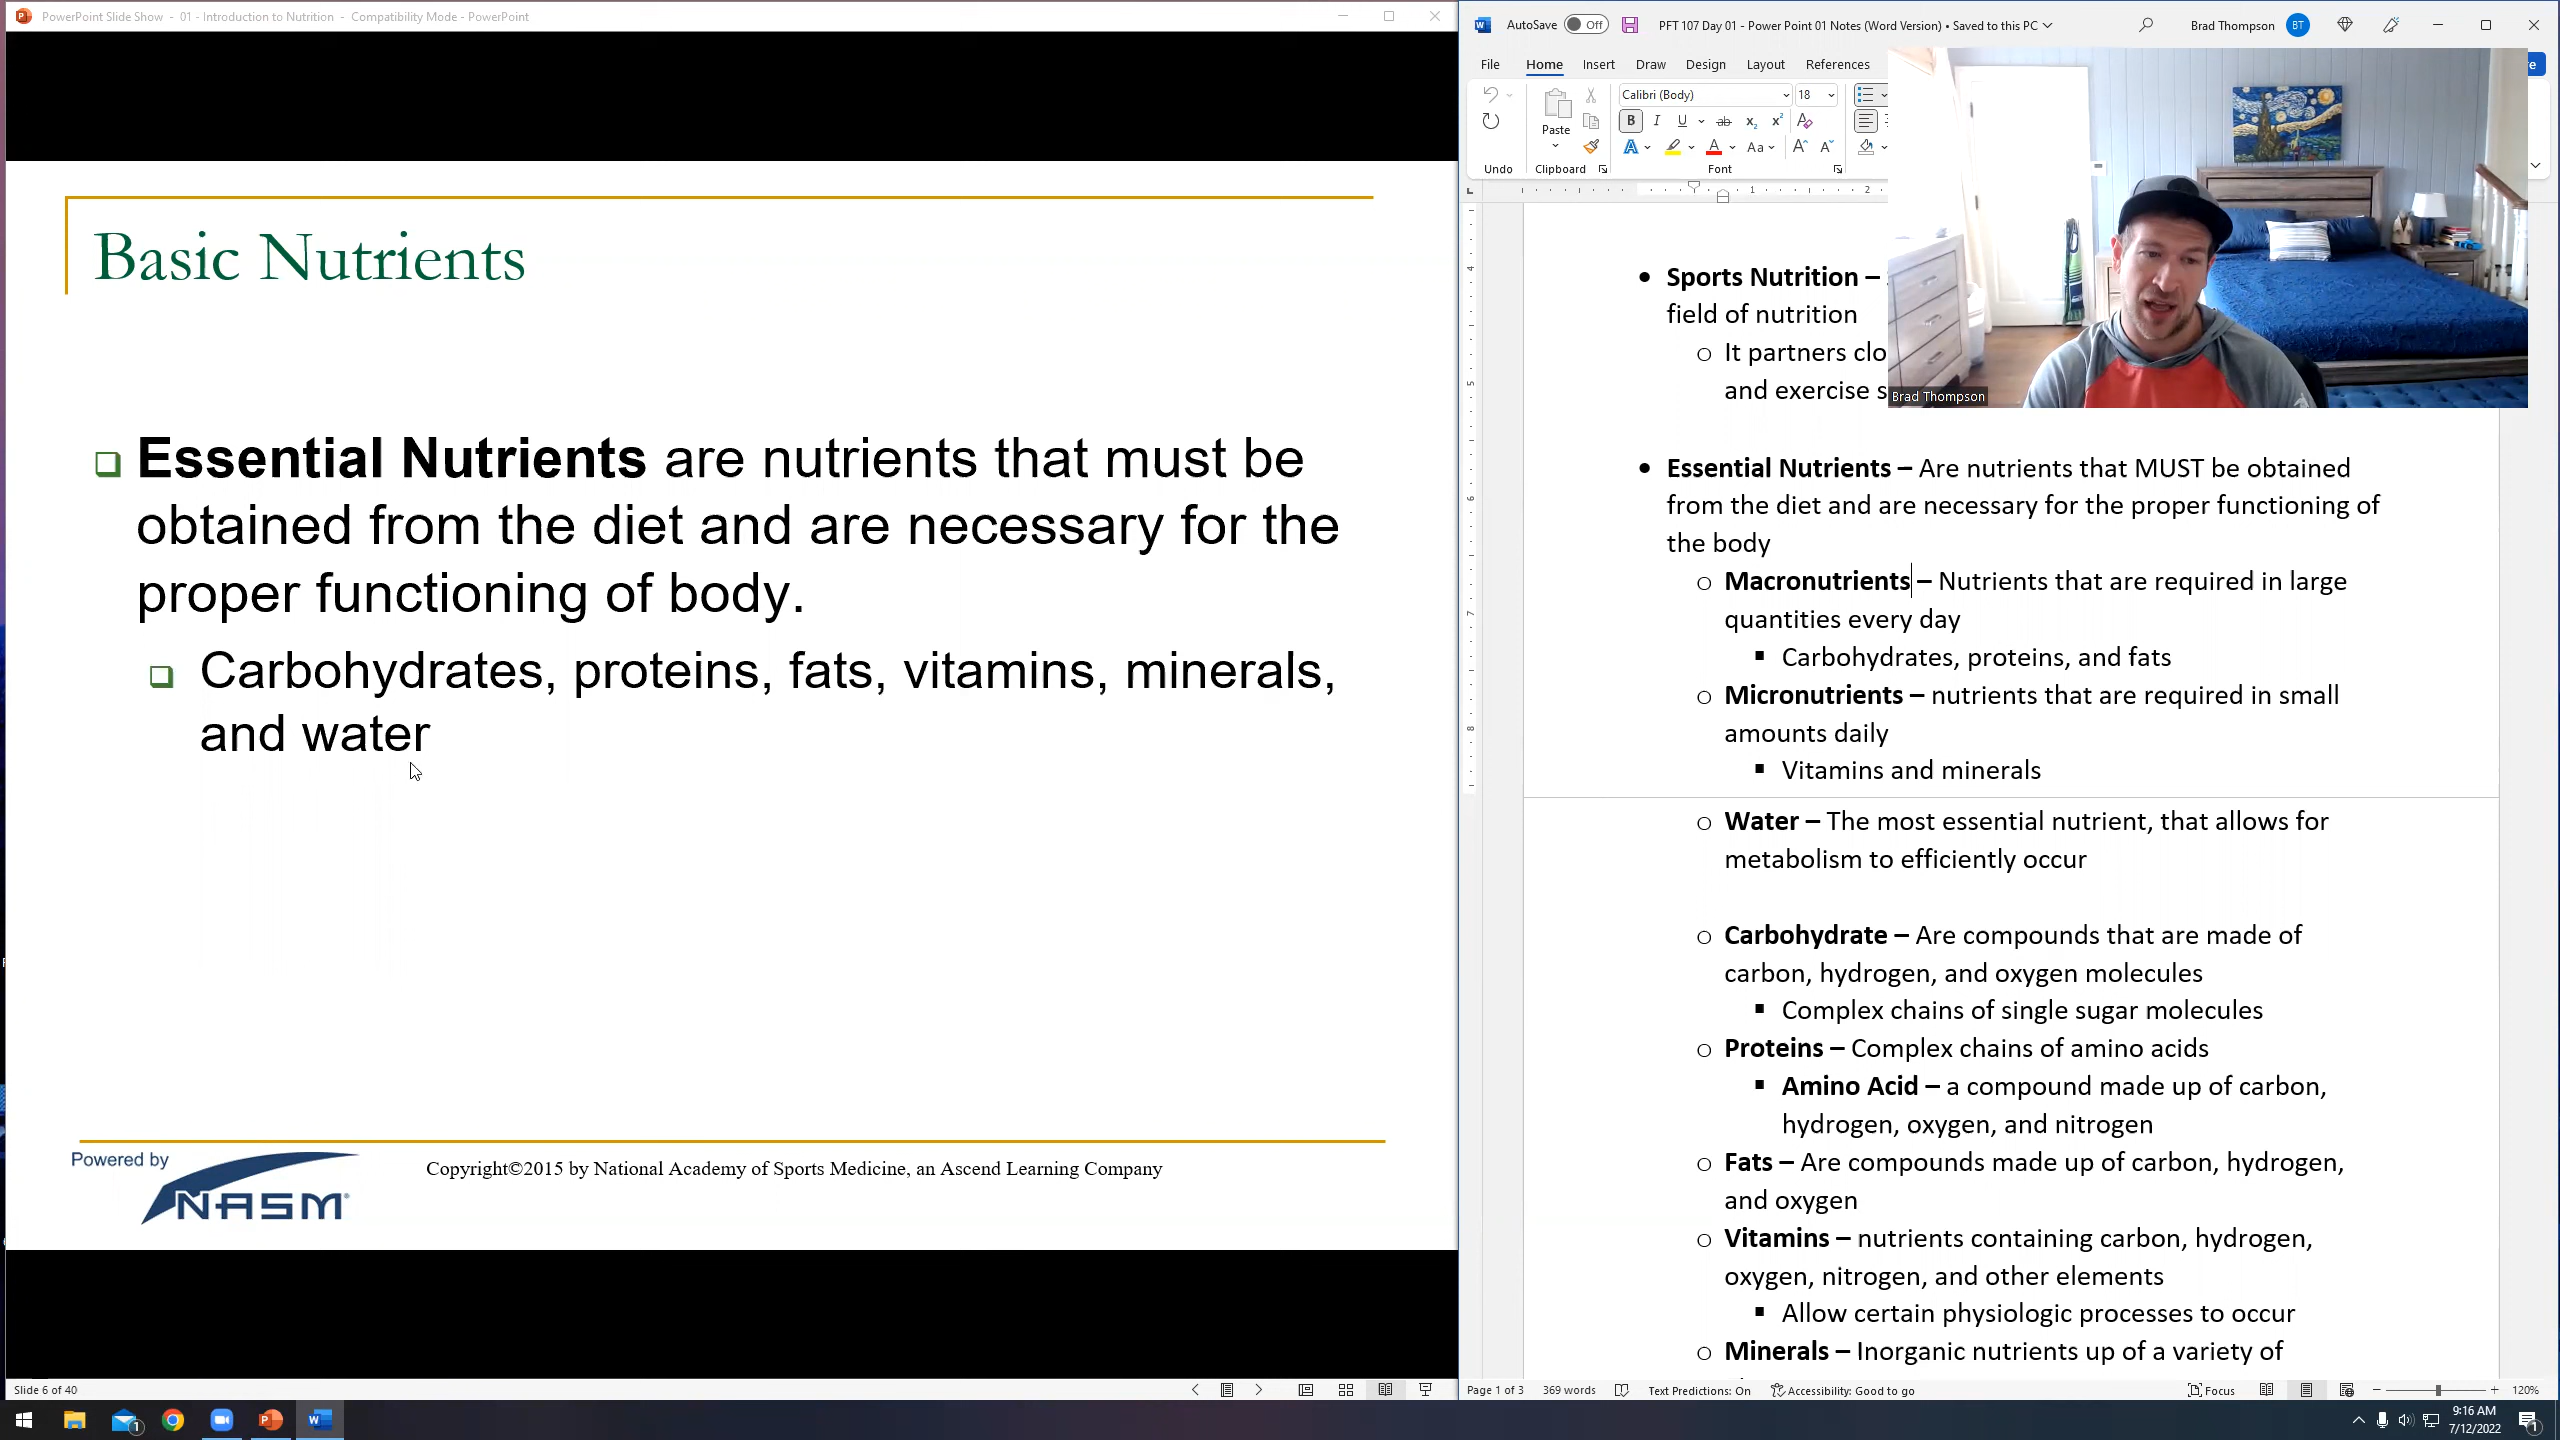 PowerPoint Slide Show - 01 - Introduction to Nutrition - Compatibility Mode - PowerPoint
Basic Nutrients
Essential Nutrients are nutrients that must be
obtained from the diet and are necessary for the
proper functioning of body.
Carbohydrates, proteins, fats, vitamins, minerals,
and water
Powered by
NASM
Copyright©2015 by National Academy of Sports Medicine, an Ascend Learning Company
Slide 6 of 40
AutoSave Off PFT 107 Day 01 - Power Point 01 Notes (Word Version) • Saved to this PC Brad Thompson BT
File Home Insert Draw Design Layout References
Calibri (Body) 18
Paste
Undo Clipboard Font
Brad Thompson
Sports Nutrition –
field of nutrition
It partners clo
and exercise s
Essential Nutrients – Are nutrients that MUST be obtained
from the diet and are necessary for the proper functioning of
the body
Macronutrients – Nutrients that are required in large
quantities every day
Carbohydrates, proteins, and fats
Micronutrients – nutrients that are required in small
amounts daily
Vitamins and minerals
Water – The most essential nutrient, that allows for
metabolism to efficiently occur
Carbohydrate – Are compounds that are made of
carbon, hydrogen, and oxygen molecules
Complex chains of single sugar molecules
Proteins – Complex chains of amino acids
Amino Acid – a compound made up of carbon,
hydrogen, oxygen, and nitrogen
Fats – Are compounds made up of carbon, hydrogen,
and oxygen
Vitamins – nutrients containing carbon, hydrogen,
oxygen, nitrogen, and other elements
Allow certain physiologic processes to occur
Minerals – Inorganic nutrients up of a variety of
Page 1 of 3 369 words Text Predictions: On Accessibility: Good to go Focus 120%
9:16 AM
7/12/2022